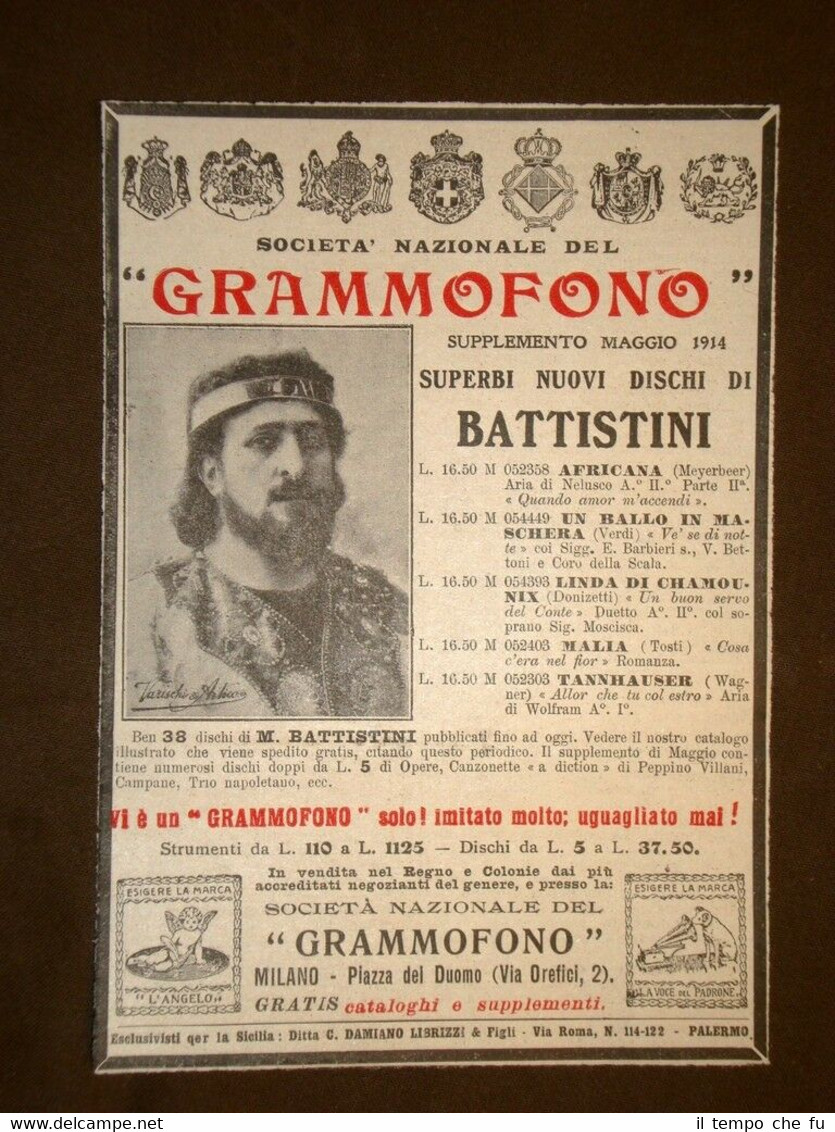 SOCIETA' NAZIONALE DEL
"GRAMMOFONO"
SUPPLEMENTO MAGGIO 1914
SUPERBI NUOVI DISCHI DI
BATTISTINI
L. 16.50 M 052358 AFRICANA (Meyerbeer)
Aria di Nelusco A.º II.º Parte IIª.
« Quando amor m'accendi ».
L. 16.50 M 054449 UN BALLO IN MA-
SCHERA (Verdi) « Ve' se di not-
te » coi Sigg. E. Barbieri s., V. Bet-
toni e Coro della Scala.
L. 16.50 M 054393 LINDA DI CHAMOU-
NIX (Donizetti) « Un buon servo
del Conte » Duetto Aº. IIº. col so-
prano Sig. Moscisca.
L. 16.50 M 052403 MALIA (Tosti) « Cosa
c'era nel fior » Romanza.
L. 16.50 M 052303 TANNHAUSER (Wag-
ner) « Allor che tu col estro » Aria
di Wolfram Aº. Iº.
Ben 38 dischi di M. BATTISTINI pubblicati fino ad oggi. Vedere il nostro catalogo
illustrato che viene spedito gratis, citando questo periodico. Il supplemento di Maggio con-
tiene numerosi dischi doppi da L. 5 di Opere, Canzonette « a diction » di Peppino Villani,
Campane, Trio napoletano, ecc.
Vi è un "GRAMMOFONO" solo! imitato molto; uguagliato mai!
Strumenti da L. 110 a L. 1125 — Dischi da L. 5 a L. 37.50.
In vendita nel Regno e Colonie dai più
accreditati negozianti del genere, e presso la:
SOCIETÀ NAZIONALE DEL
"GRAMMOFONO"
MILANO - Piazza del Duomo (Via Orefici, 2).
GRATIS cataloghi e supplementi.
ESIGERE LA MARCA
"L'ANGELO"
ESIGERE LA MARCA
LA VOCE DEL PADRONE
Esclusivisti qer la Sicilia: Ditta C. DAMIANO LIBRIZZI & Figli - Via Roma, N. 114-122 - PALERMO
il tempo che fu